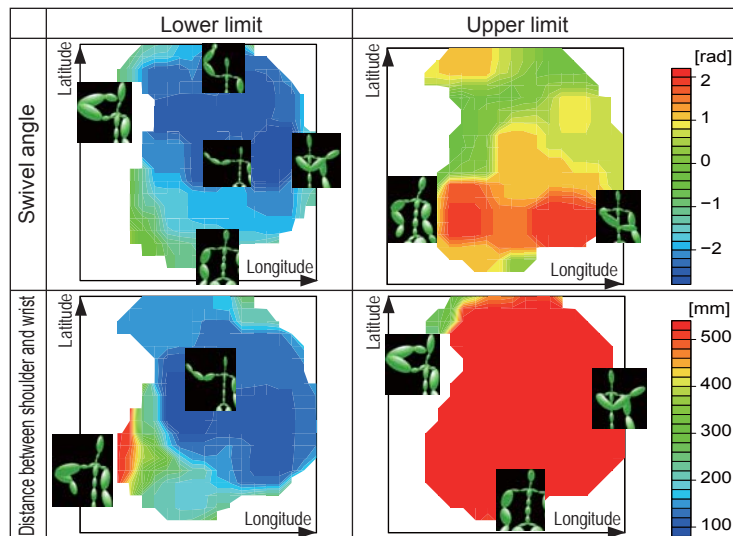 Lower limit
Upper limit
Swivel angle
Latitude
Longitude
Latitude
[rad]
2
1
0
−1
−2
Distance between shoulder and wrist
Latitude
Longitude
Latitude
Longitude
[mm]
500
400
300
200
100